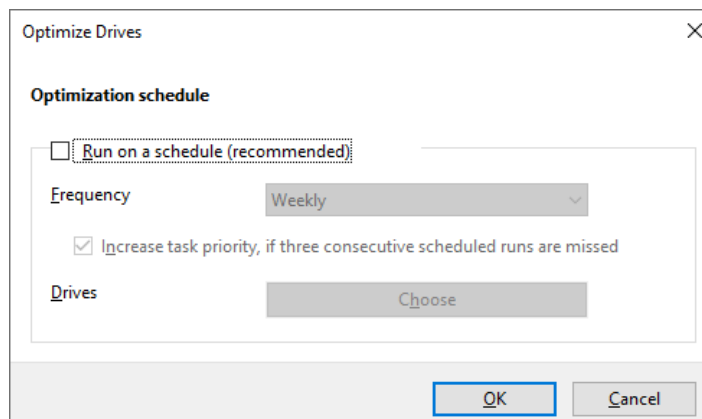 Optimize Drives
Optimization schedule
Run on a schedule (recommended)
Frequency
Weekly
Increase task priority, if three consecutive scheduled runs are missed
Drives
Choose
OK
Cancel